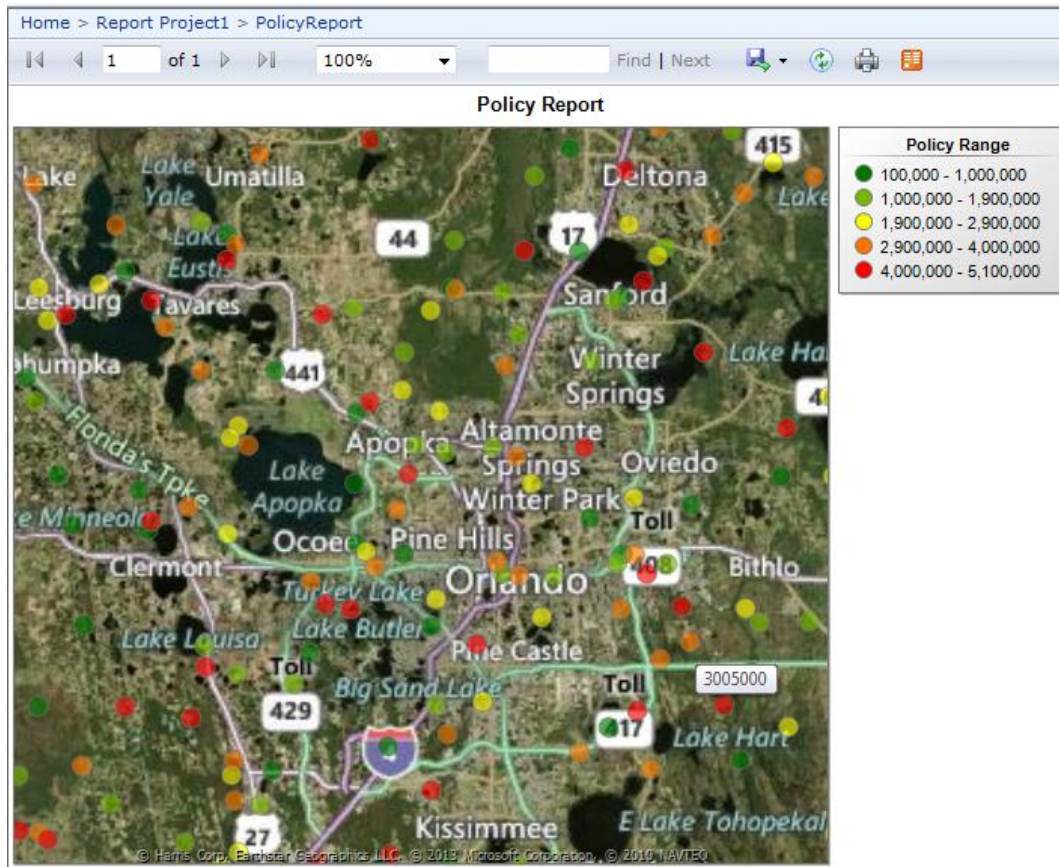 Home > Report Project1 > PolicyReport
1 of 1 100% Find | Next
Policy Report
Policy Range
100,000 - 1,000,000
1,000,000 - 1,900,000
1,900,000 - 2,900,000
2,900,000 - 4,000,000
4,000,000 - 5,100,000
415
Lake
Umatilla
Lake
Yale
Deltona
Lake
44
17
Lake
Eustis
Leesburg
Tavares
Sanford
ahumpka
441
Winter
Springs
Lake Ha
Florida's Tpke
Apopka
Altamonte
Springs
Oviedo
Lake
Apopka
Winter Park
Toll
e Minneola
Ocoee
Pine Hills
408
Clermont
Orlando
Bithlo
Turkey Lake
Lake Louisa
Lake Butler
Pine Castle
Toll
Big Sand Lake
Toll
3005000
429
417
Lake Hart
Kissimmee
E Lake Tohopekal
27
© Harris Corp, Earthstar Geographics LLC, © 2013 Microsoft Corporation, © 2010 NAVTEQ